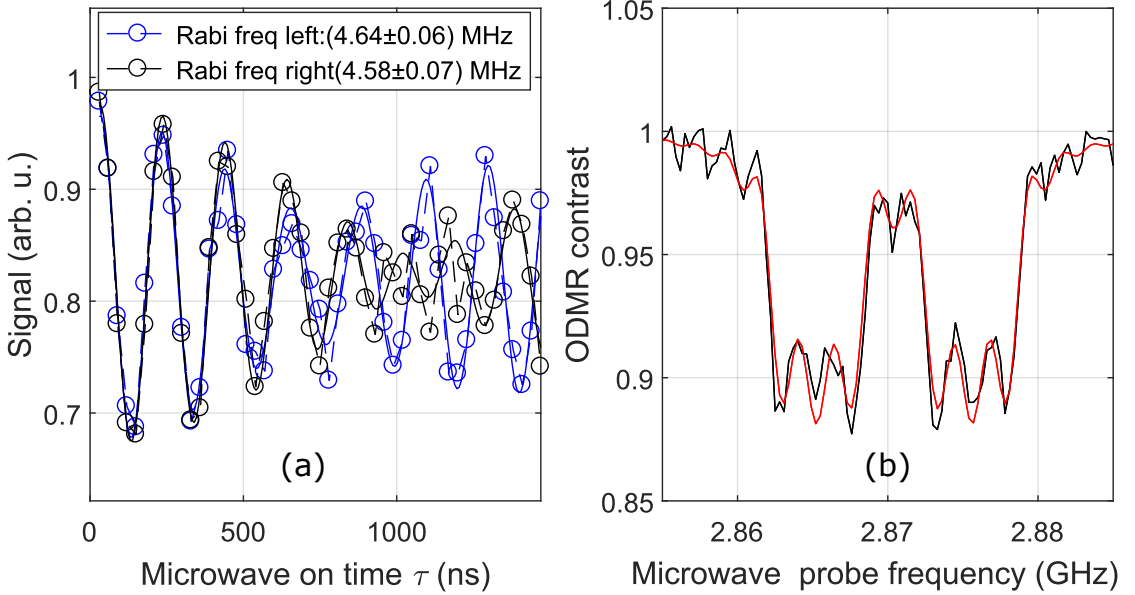 Rabi freq left:(4.64±0.06) MHz
Rabi freq right(4.58±0.07) MHz
Signal (arb. u.)
1
0.9
0.8
0.7
0
500
1000
Microwave on time τ (ns)
(a)
ODMR contrast
1.05
1
0.95
0.9
0.85
2.86
2.87
2.88
Microwave  probe frequency (GHz)
(b)